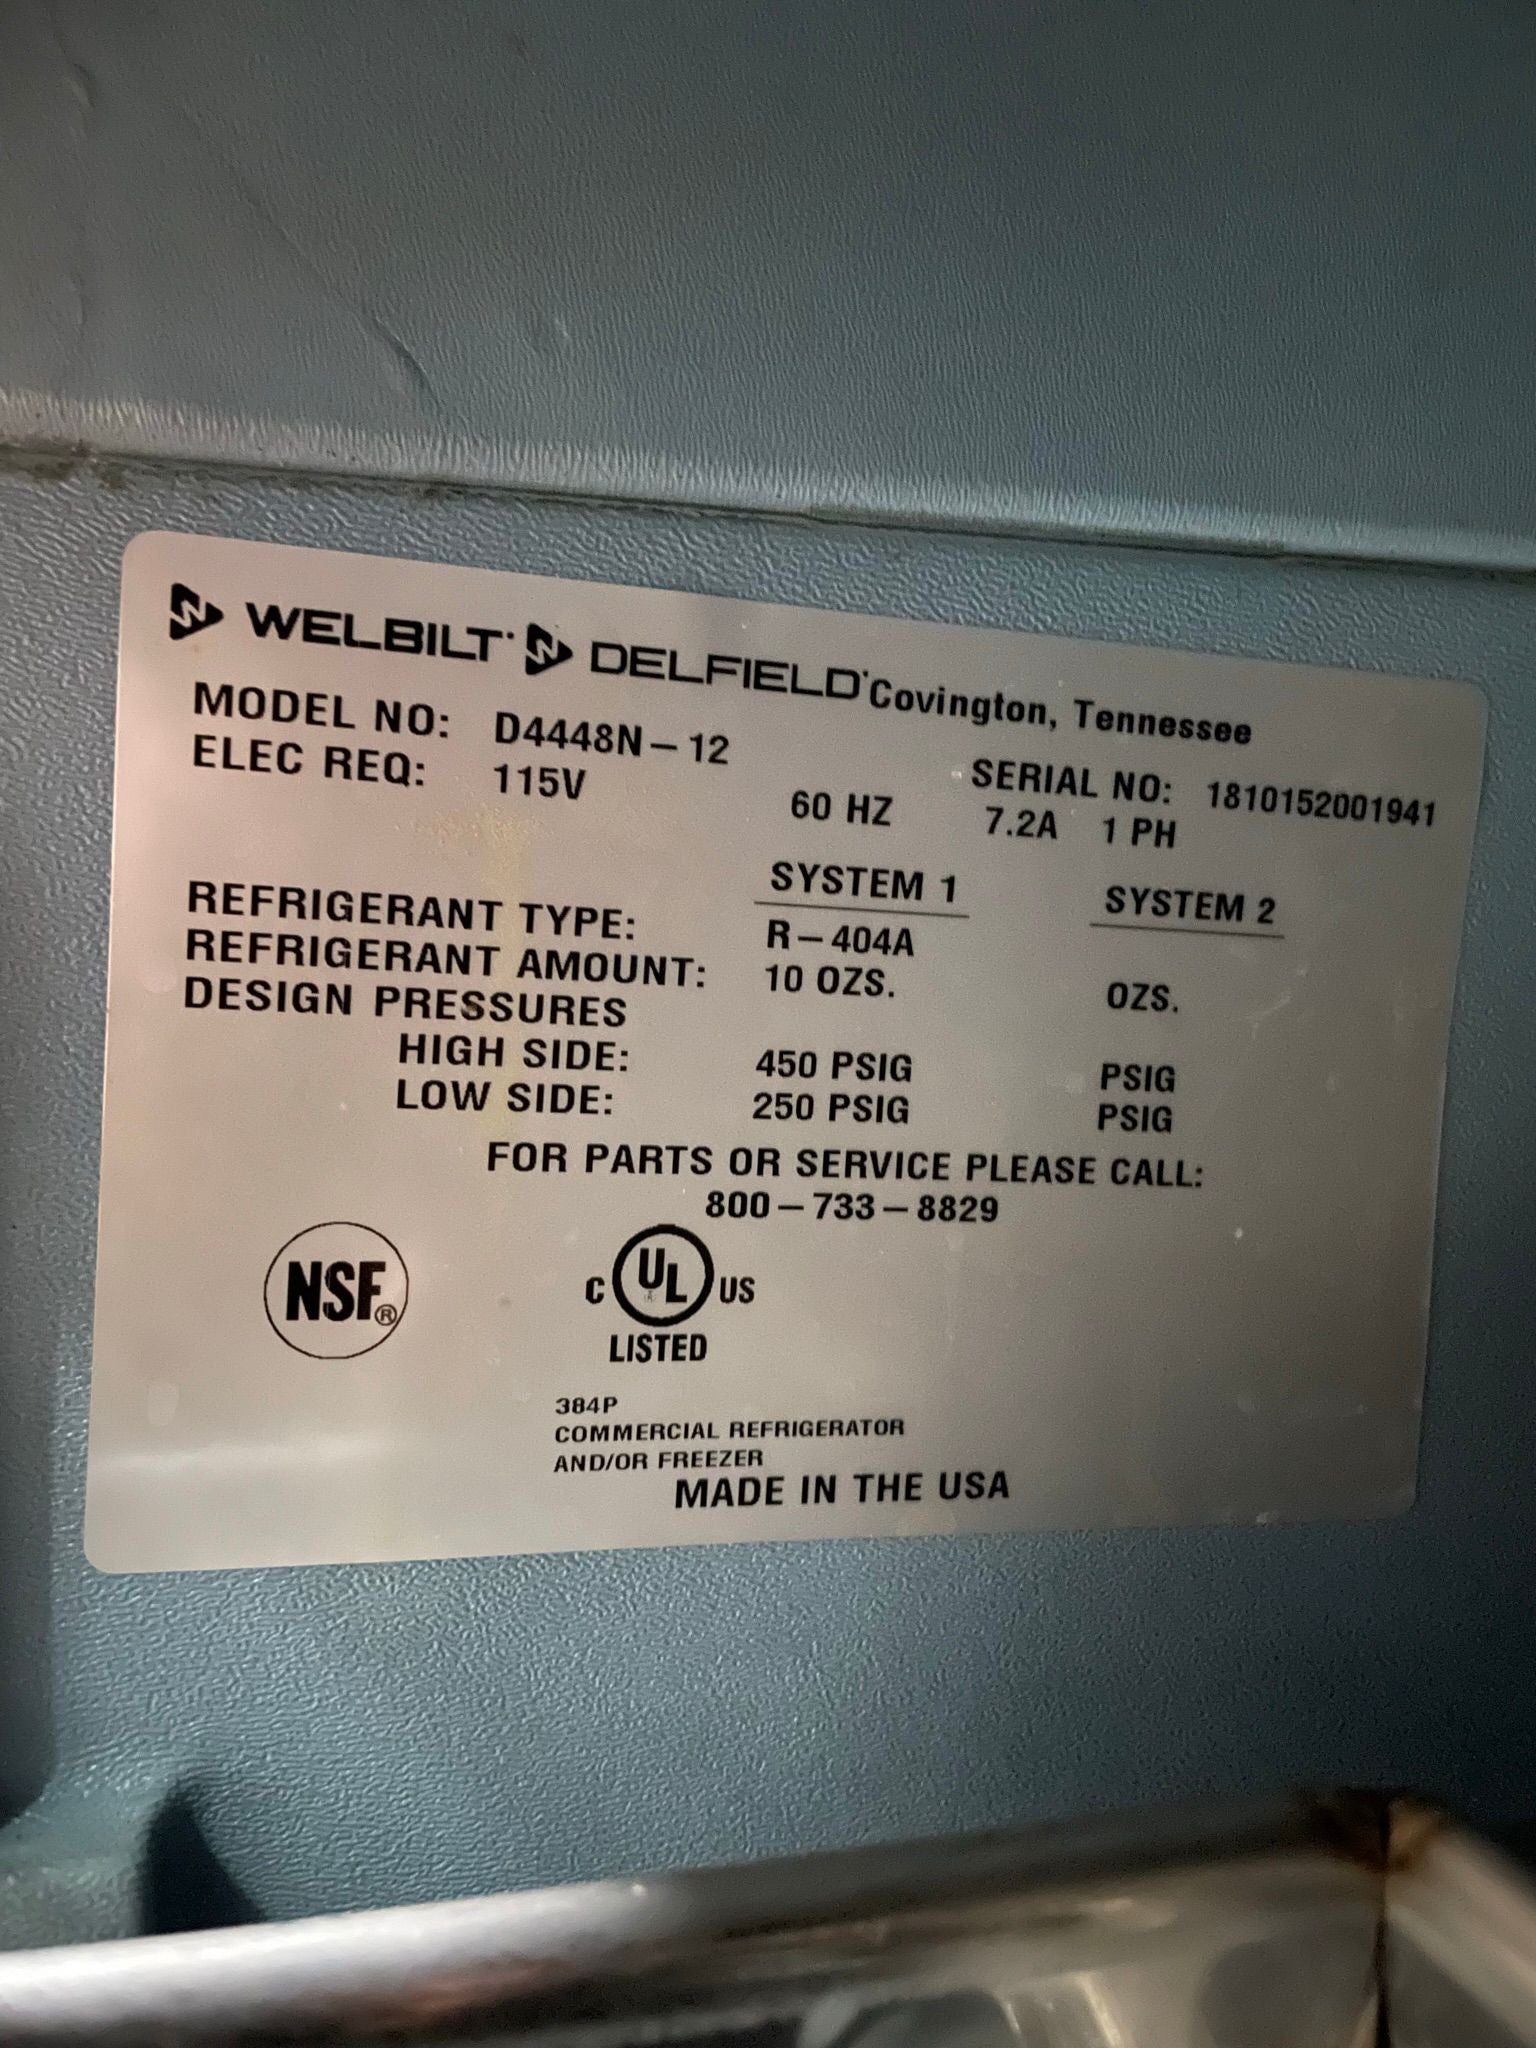 WELBILT DELFIELD Covington, Tennessee
MODEL NO: D4448N-12 SERIAL NO: 1810152001941
ELEC REQ: 115V 60 HZ 7.2A 1 PH
SYSTEM 1 SYSTEM 2
REFRIGERANT TYPE: R-404A
REFRIGERANT AMOUNT: 10 OZS. OZS.
DESIGN PRESSURES
HIGH SIDE: 450 PSIG PSIG
LOW SIDE: 250 PSIG PSIG
FOR PARTS OR SERVICE PLEASE CALL:
800-733-8829
NSF®
C UL US
LISTED
384P
COMMERCIAL REFRIGERATOR
AND/OR FREEZER
MADE IN THE USA